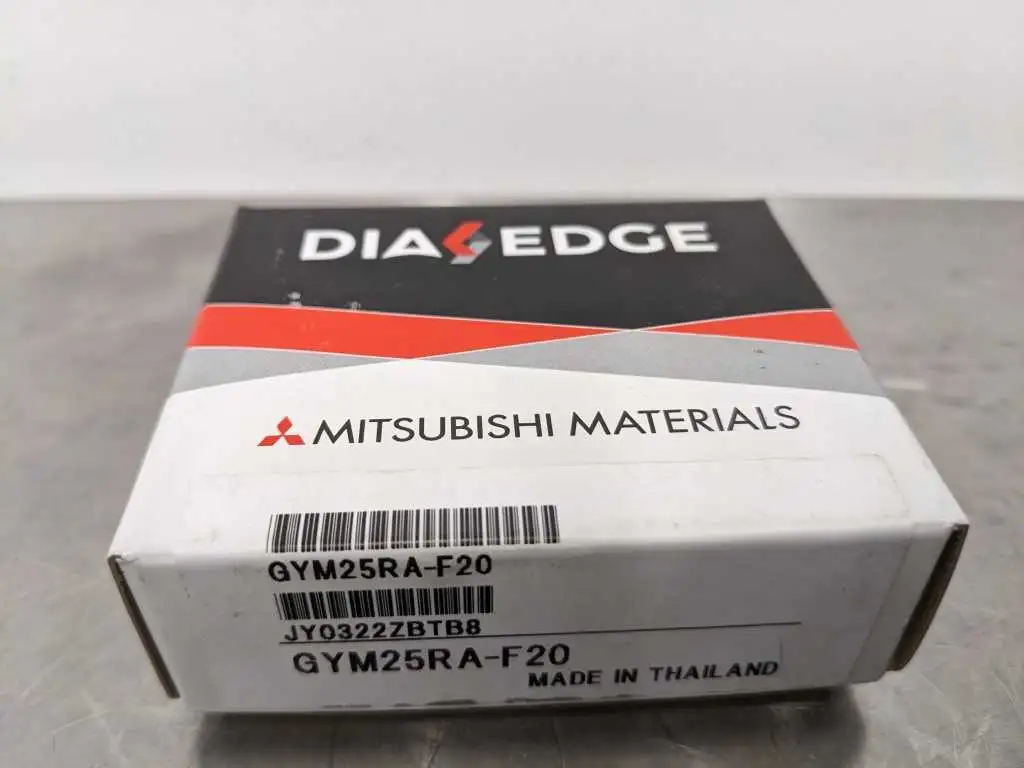 DIAEDGE
MITSUBISHI MATERIALS
GYM25RA-F20
JY0322ZBTB8
GYM25RA-F20
MADE IN THAILAND